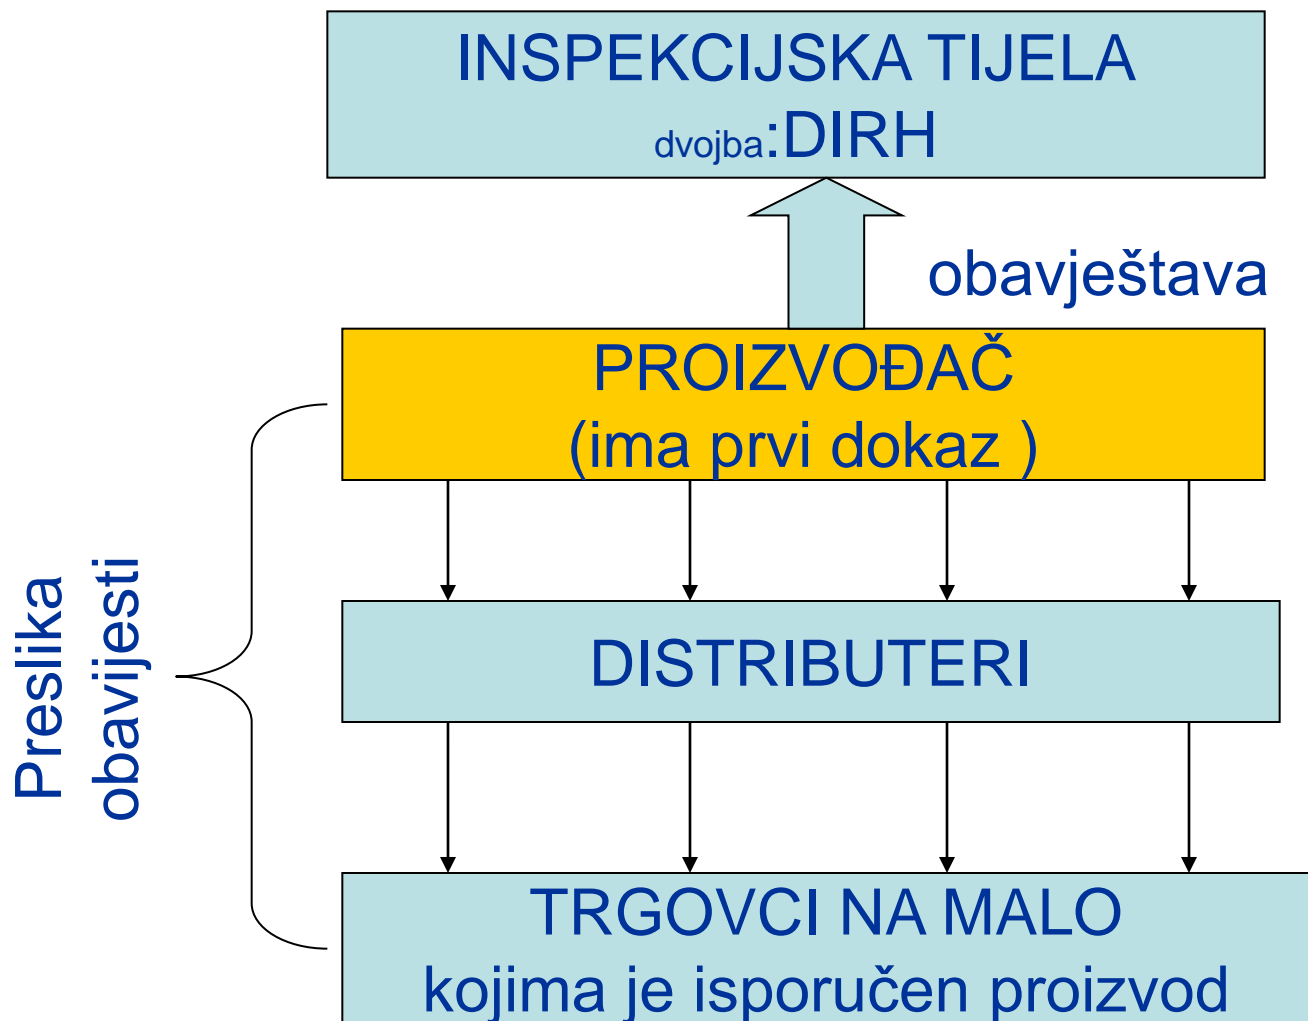 INSPEKCIJSKA TIJELA
dvojba:DIRH
obavještava
PROIZVOĐAČ
(ima prvi dokaz )
Preslika
obavijesti
DISTRIBUTERI
TRGOVCI NA MALO
kojima je isporučen proizvod